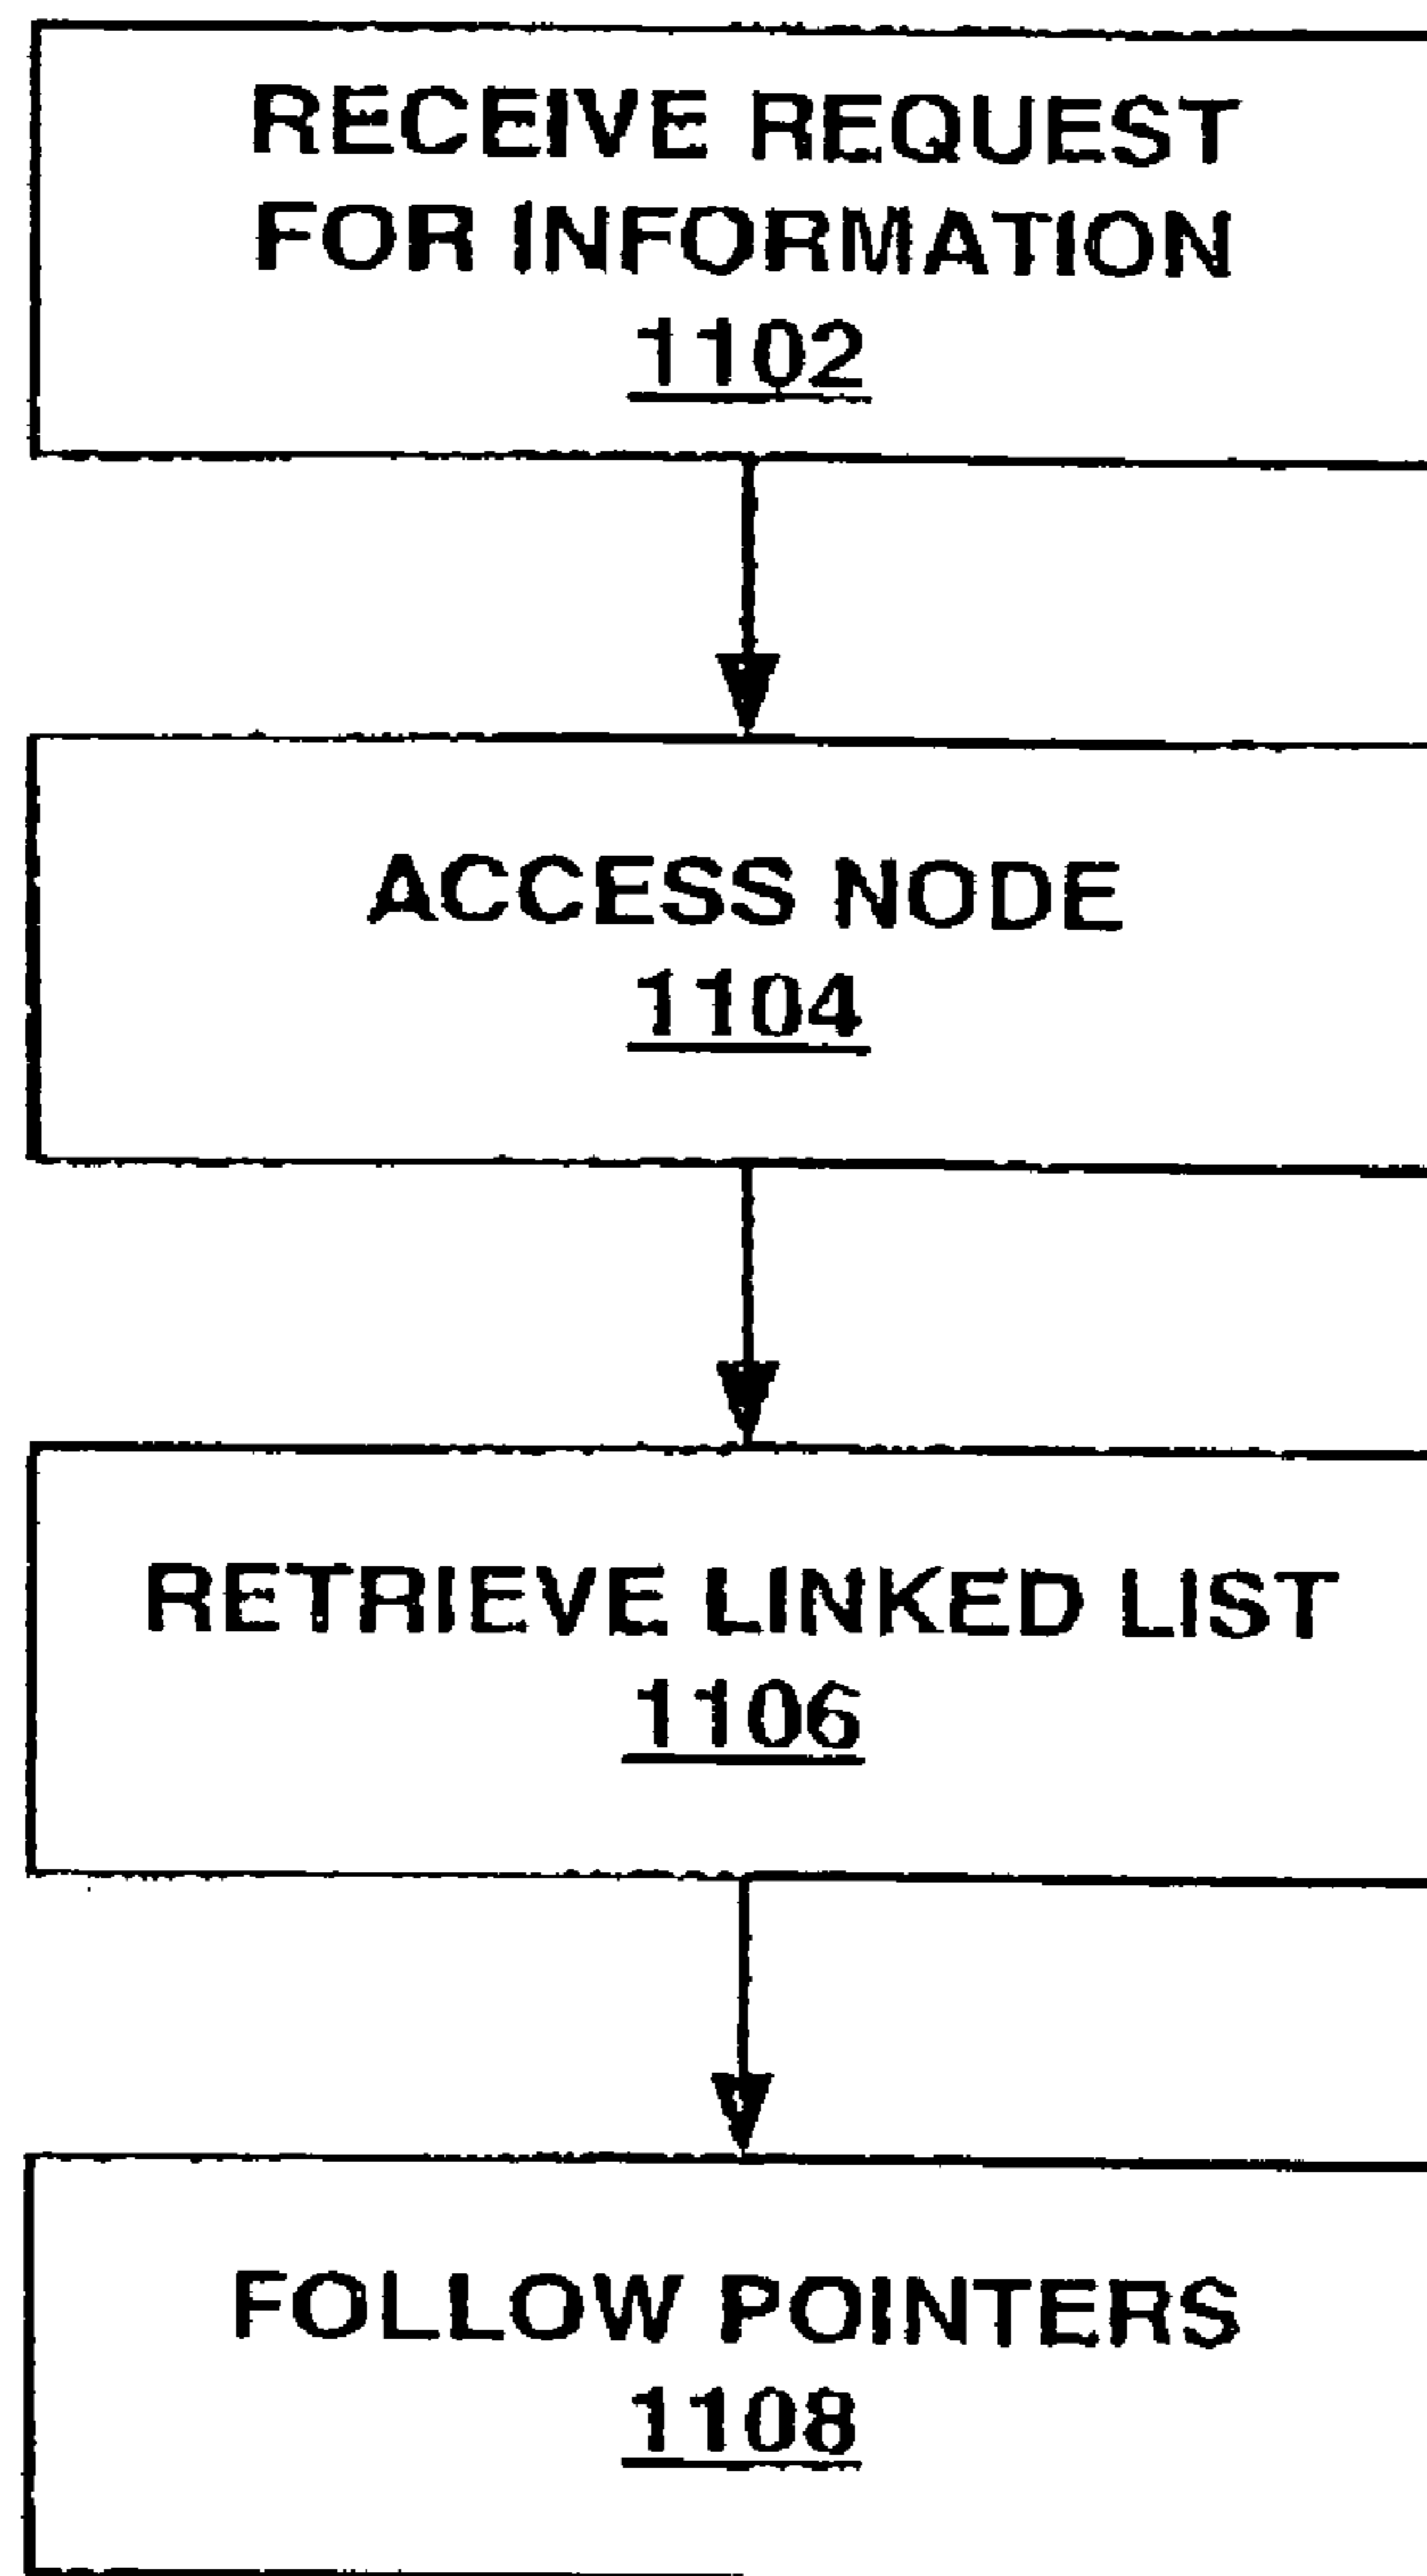 RECEIVE REQUEST
FOR INFORMATION
1102
ACCESS NODE
1104
RETRIEVE LINKED LIST
1106
FOLLOW POINTERS
1108